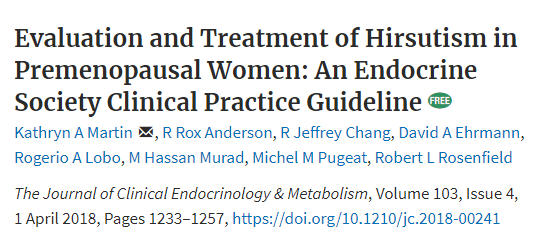 Evaluation and Treatment of Hirsutism in
Premenopausal Women: An Endocrine
Society Clinical Practice Guideline FREE
Kathryn A Martin, R Rox Anderson, R Jeffrey Chang, David A Ehrmann,
Rogerio A Lobo, M Hassan Murad, Michel M Pugeat, Robert L Rosenfield
The Journal of Clinical Endocrinology & Metabolism, Volume 103, Issue 4,
1 April 2018, Pages 1233–1257, https://doi.org/10.1210/jc.2018-00241